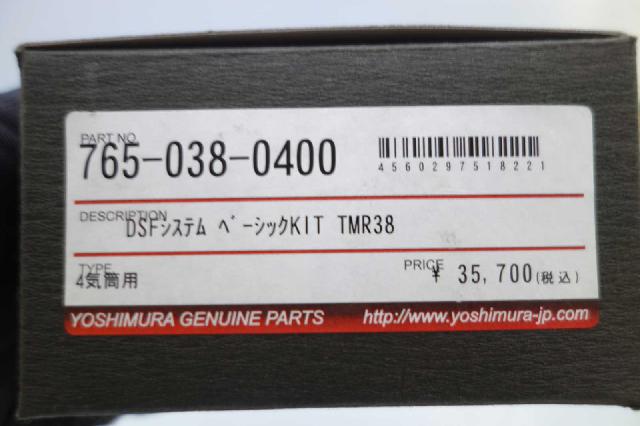 PART NO.
765-038-0400
4560297518221
DESCRIPTION
DSFｼｽﾃﾑ ﾍﾞｰｼｯｸKIT TMR38
TYPE
4気筒用
PRICE
¥ 35,700(税込)
YOSHIMURA GENUINE PARTS http://www.yoshimura-jp.com